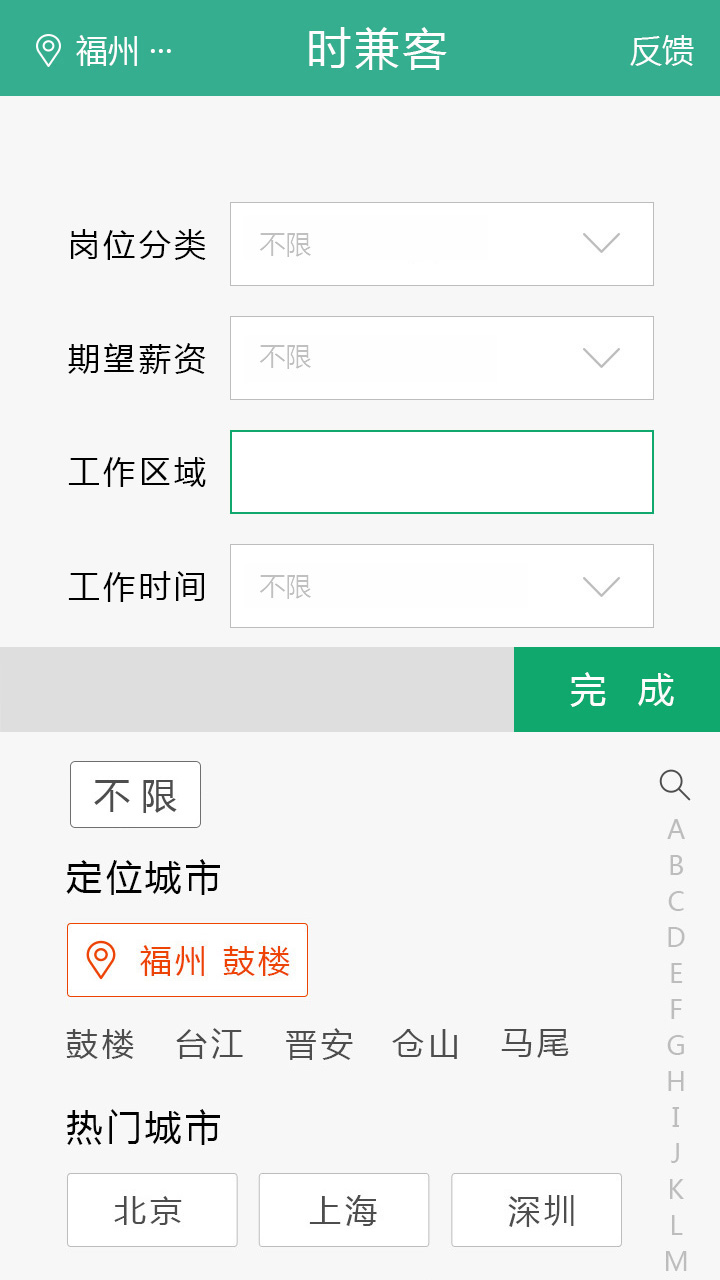 福州 ··· 时兼客 反馈
岗位分类 不限
期望薪资 不限
工作区域
工作时间 不限
完 成
不 限
定位城市
福州 鼓楼
鼓楼 台江 晋安 仓山 马尾
热门城市
北京 上海 深圳
A
B
C
D
E
F
G
H
I
J
K
L
M